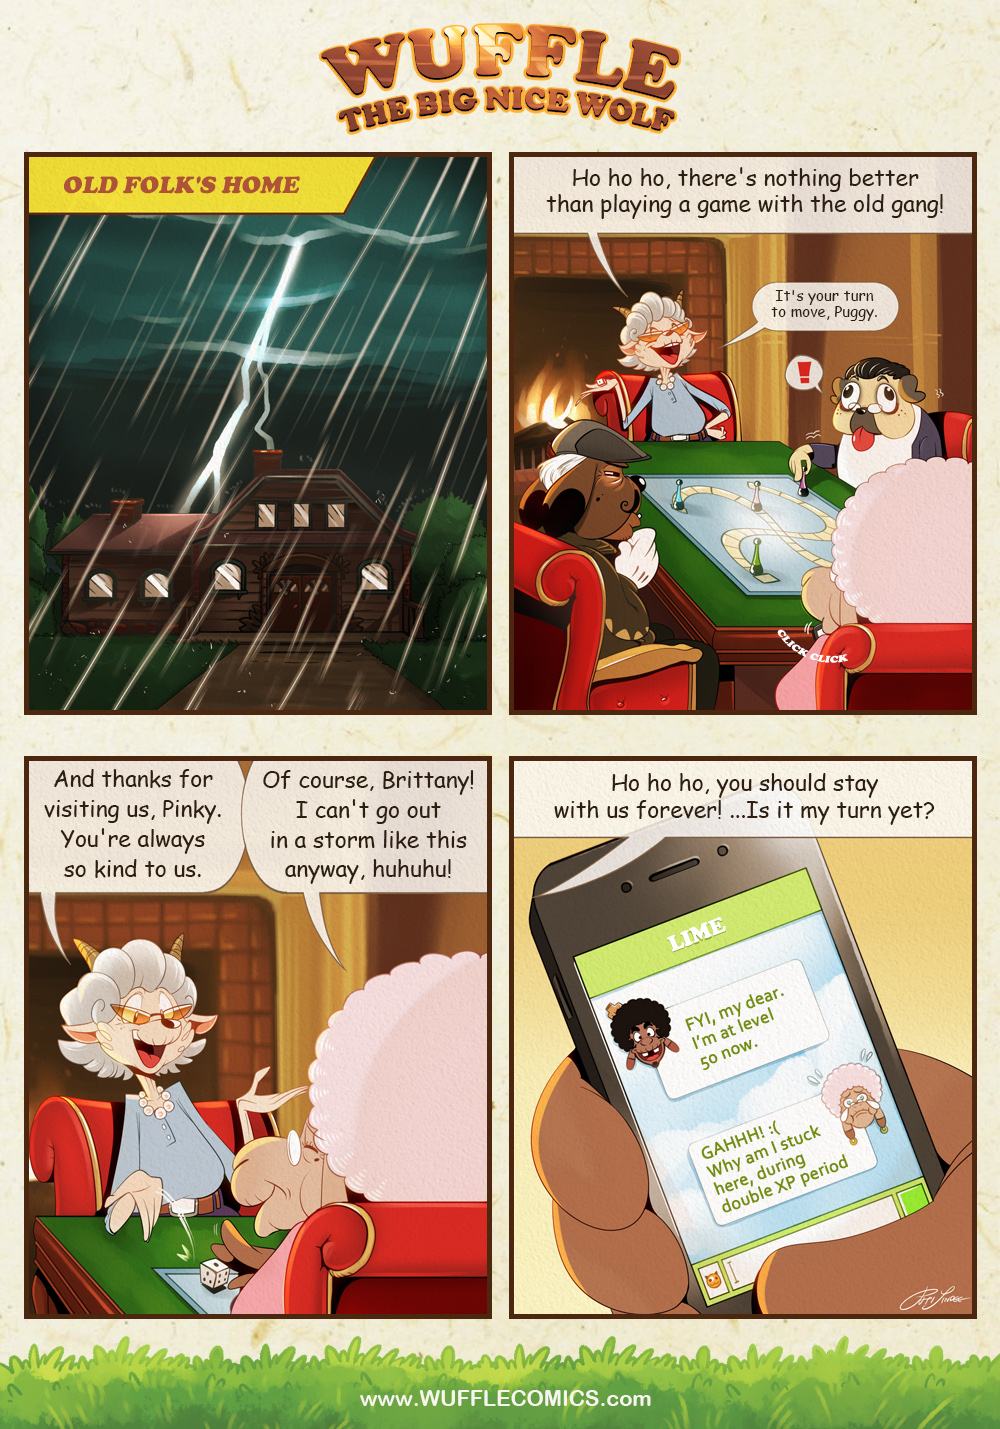 WUFFLE
THE BIG NICE WOLF
OLD FOLK'S HOME
Ho ho ho, there's nothing better
than playing a game with the old gang!
It's your turn
to move, Puggy.
!
CLICK CLICK
And thanks for
visiting us, Pinky.
You're always
so kind to us.
Of course, Brittany!
I can't go out
in a storm like this
anyway, huhuhu!
Ho ho ho, you should stay
with us forever! ...Is it my turn yet?
LIME
FYI, my dear.
I'm at level
50 now.
GAHHH! :(
Why am I stuck
here, during
double XP period
www.WUFFLECOMICS.com